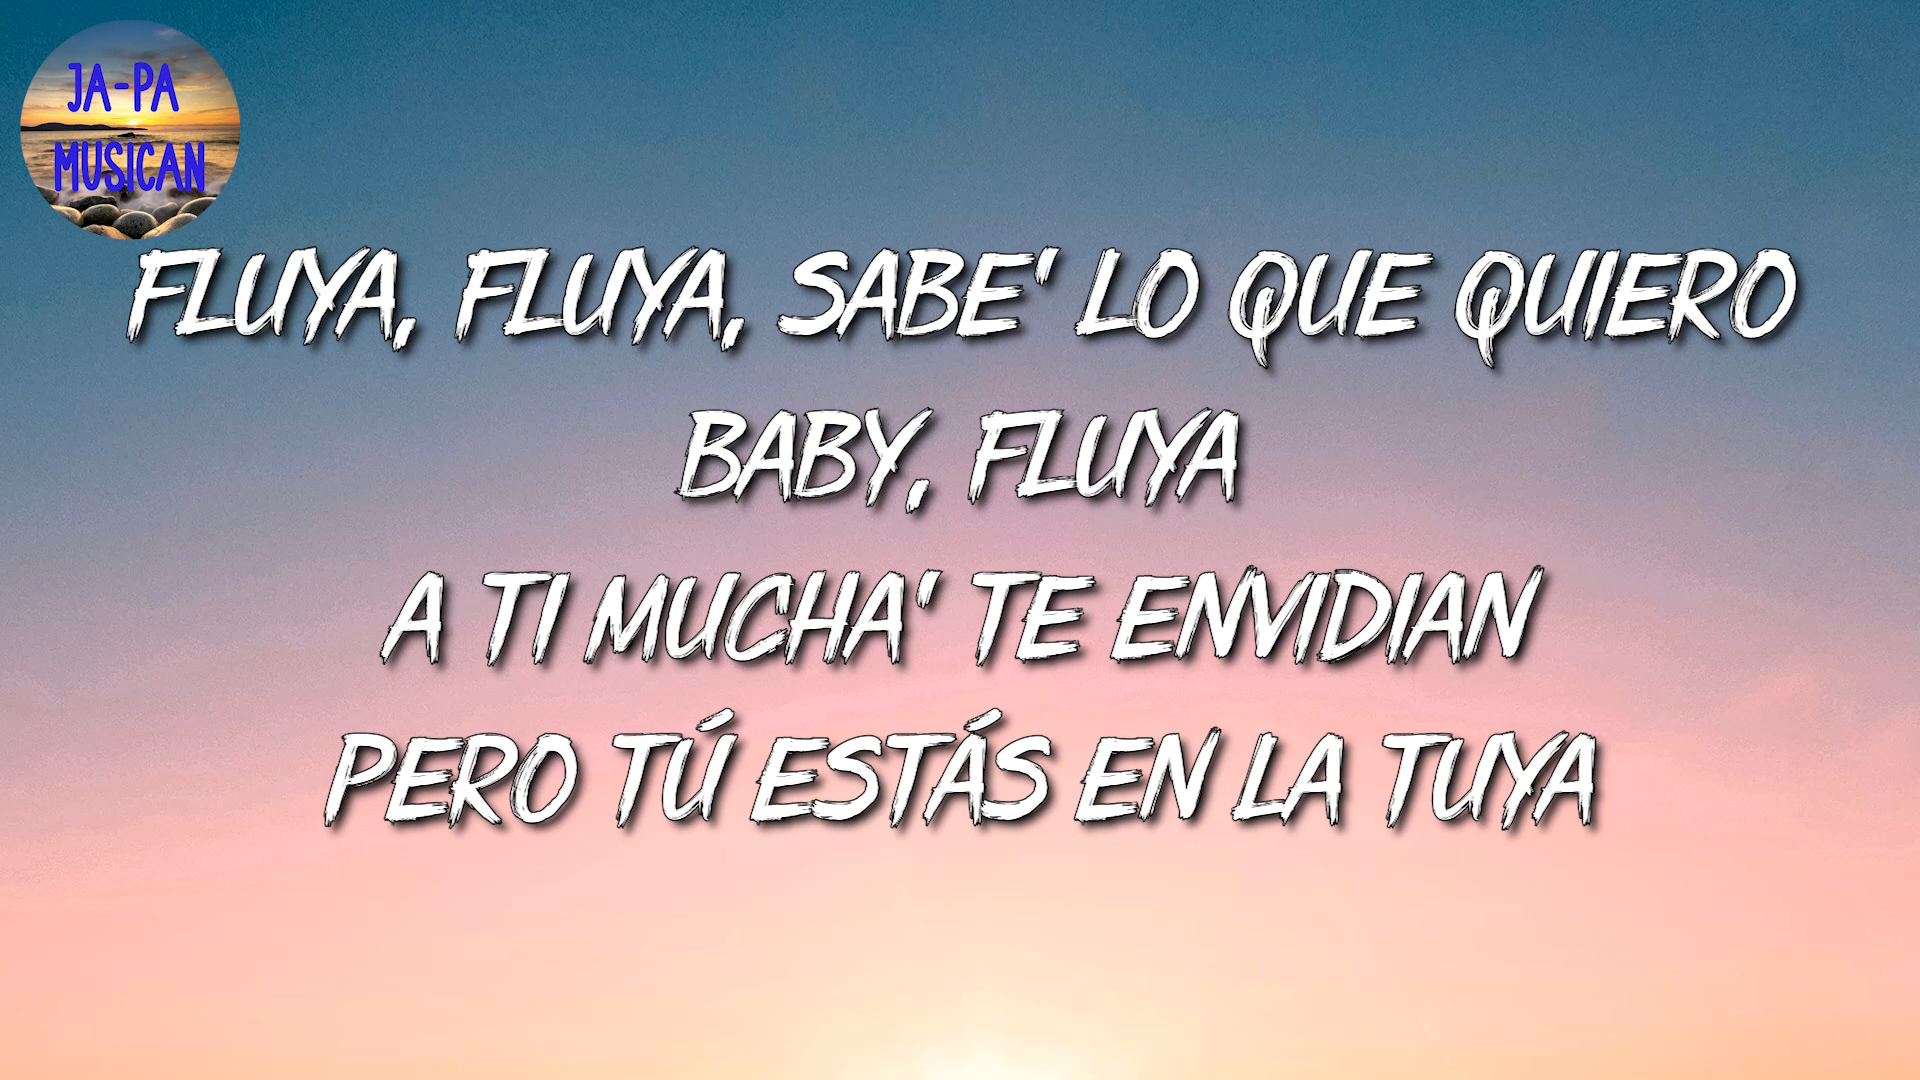 JA-PA
MUSICAN
FLUYA, FLUYA, SABE' LO QUE QUIERO
BABY, FLUYA
A TI MUCHA' TE ENVIDIAN
PERO TÚ ESTÁS EN LA TUYA